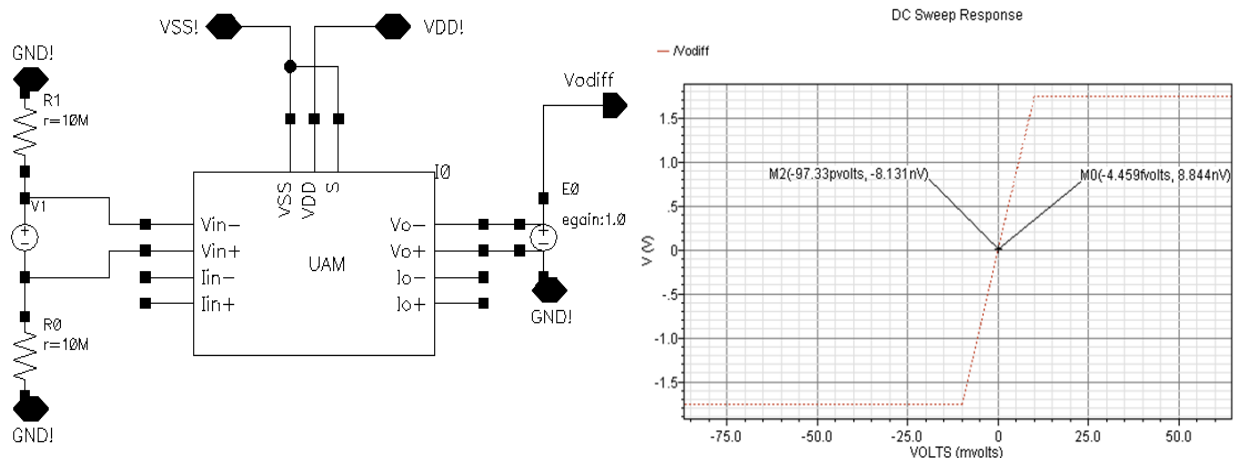 VSS!
VDD!
GND!
R1
r=10M
Vodiff
I0
VSS
VDD
S
V1
E0
egain:1.0
Vin-
Vo-
Vin+
Vo+
UAM
Iin-
Io-
Iin+
Io+
GND!
R0
r=10M
GND!
DC Sweep Response
/Vodiff
1.5
1.0
.5
0
-.5
-1.0
-1.5
V (V)
M2(-97.33pvolts, -8.131nV)
M0(-4.459fvolts, 8.844nV)
-75.0
-50.0
-25.0
0
25.0
50.0
VOLTS (mvolts)